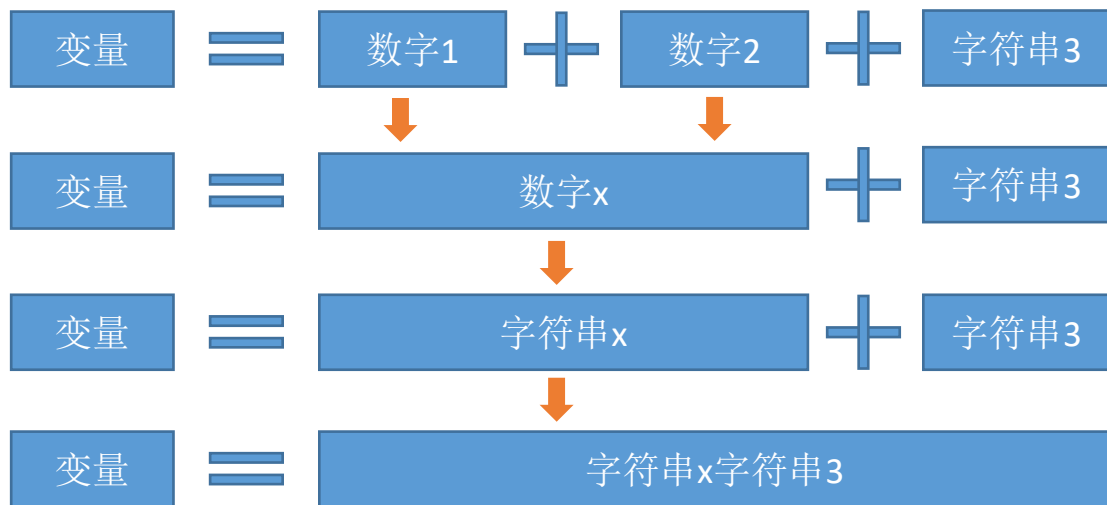 变量 = 数字1 + 数字2 + 字符串3
变量 = 数字x + 字符串3
变量 = 字符串x + 字符串3
变量 = 字符串x字符串3